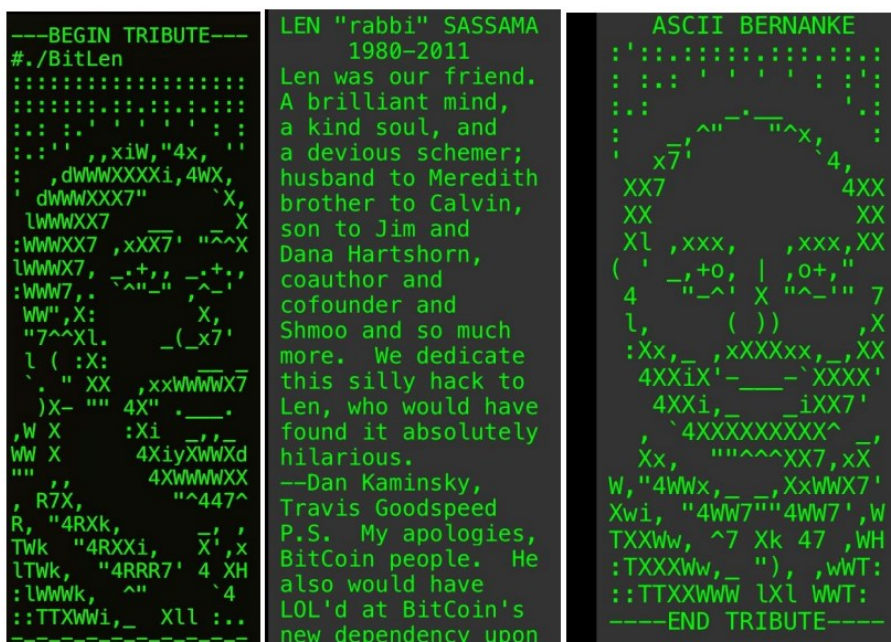 ---BEGIN TRIBUTE---
#./BitLen
LEN "rabbi" SASSAMA
1980-2011
Len was our friend.
A brilliant mind,
a kind soul, and
a devious schemer;
husband to Meredith
brother to Calvin,
son to Jim and
Dana Hartshorn,
coauthor and
cofounder and
Shmoo and so much
more.  We dedicate
this silly hack to
Len, who would have
found it absolutely
hilarious.
--Dan Kaminsky,
Travis Goodspeed
P.S.  My apologies,
BitCoin people.  He
also would have
LOL'd at BitCoin's
new dependency upon
ASCII BERNANKE
----END TRIBUTE----